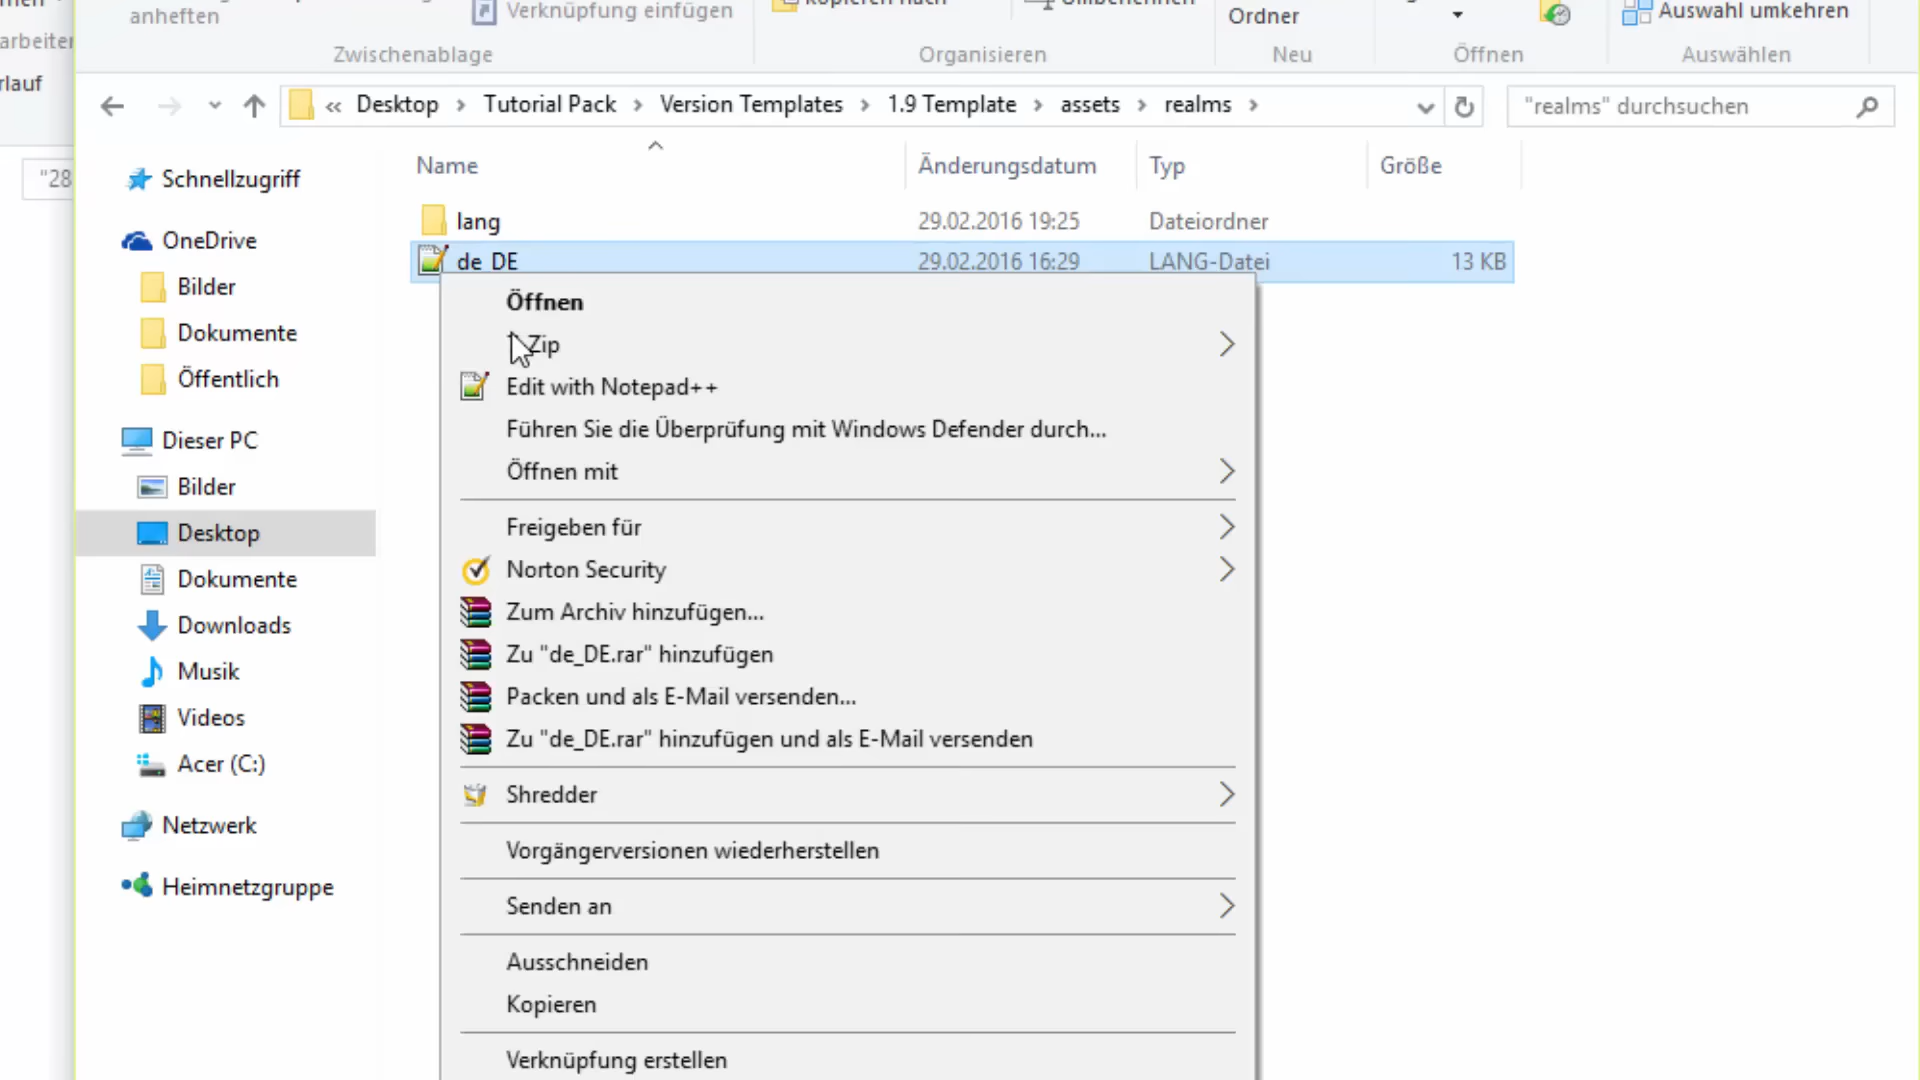 anheften
Verknüpfung einfügen
Ordner
Auswahl umkehren
Zwischenablage
Organisieren
Neu
Öffnen
Auswählen
rlauf
« Desktop > Tutorial Pack > Version Templates > 1.9 Template > assets > realms >
"realms" durchsuchen
Name Änderungsdatum Typ Größe
"28
Schnellzugriff
OneDrive
Bilder
Dokumente
Öffentlich
Dieser PC
Bilder
Desktop
Dokumente
Downloads
Musik
Videos
Acer (C:)
Netzwerk
Heimnetzgruppe
lang 29.02.2016 19:25 Dateiordner
de_DE 29.02.2016 16:29 LANG-Datei 13 KB
Öffnen
Zip
Edit with Notepad++
Führen Sie die Überprüfung mit Windows Defender durch...
Öffnen mit
Freigeben für
Norton Security
Zum Archiv hinzufügen...
Zu "de_DE.rar" hinzufügen
Packen und als E-Mail versenden...
Zu "de_DE.rar" hinzufügen und als E-Mail versenden
Shredder
Vorgängerversionen wiederherstellen
Senden an
Ausschneiden
Kopieren
Verknüpfung erstellen